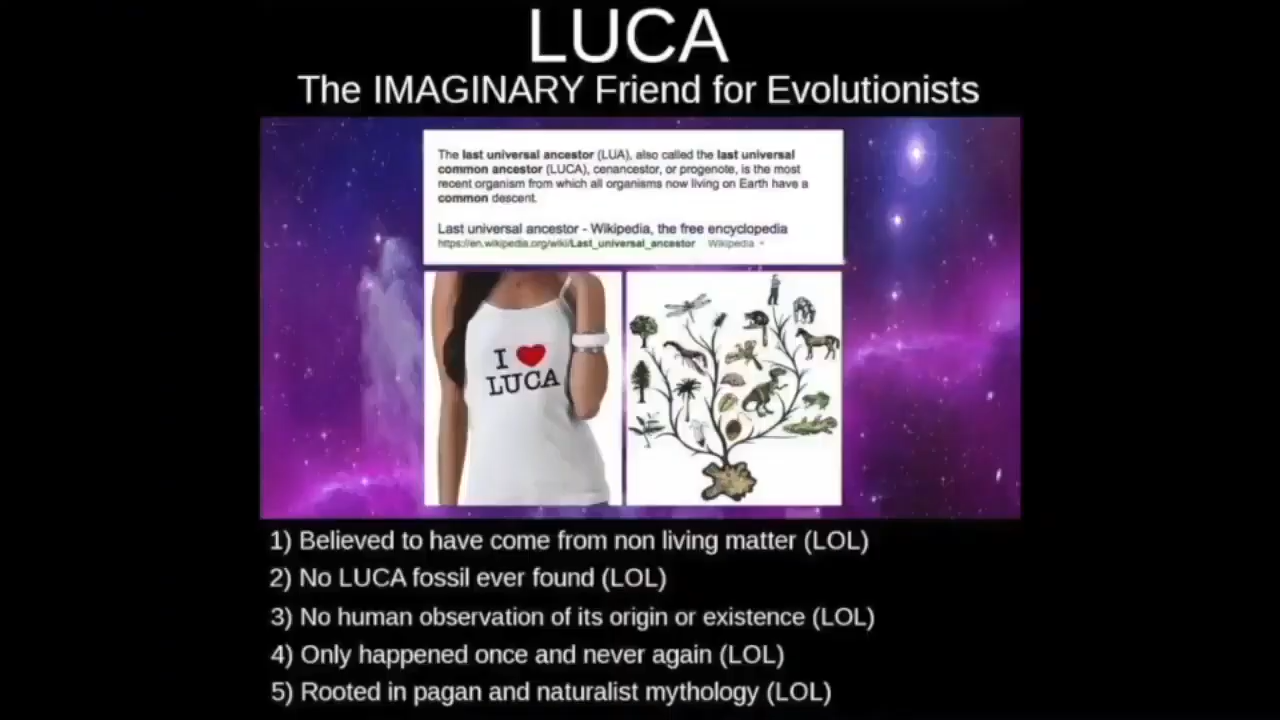 LUCA
The IMAGINARY Friend for Evolutionists
The last universal ancestor (LUA), also called the last universal
common ancestor (LUCA), cenancestor, or progenote, is the most
recent organism from which all organisms now living on Earth have a
common descent.
Last universal ancestor - Wikipedia, the free encyclopedia
https://en.wikipedia.org/wiki/Last_universal_ancestor Wikipedia
I ❤
LUCA
1) Believed to have come from non living matter (LOL)
2) No LUCA fossil ever found (LOL)
3) No human observation of its origin or existence (LOL)
4) Only happened once and never again (LOL)
5) Rooted in pagan and naturalist mythology (LOL)